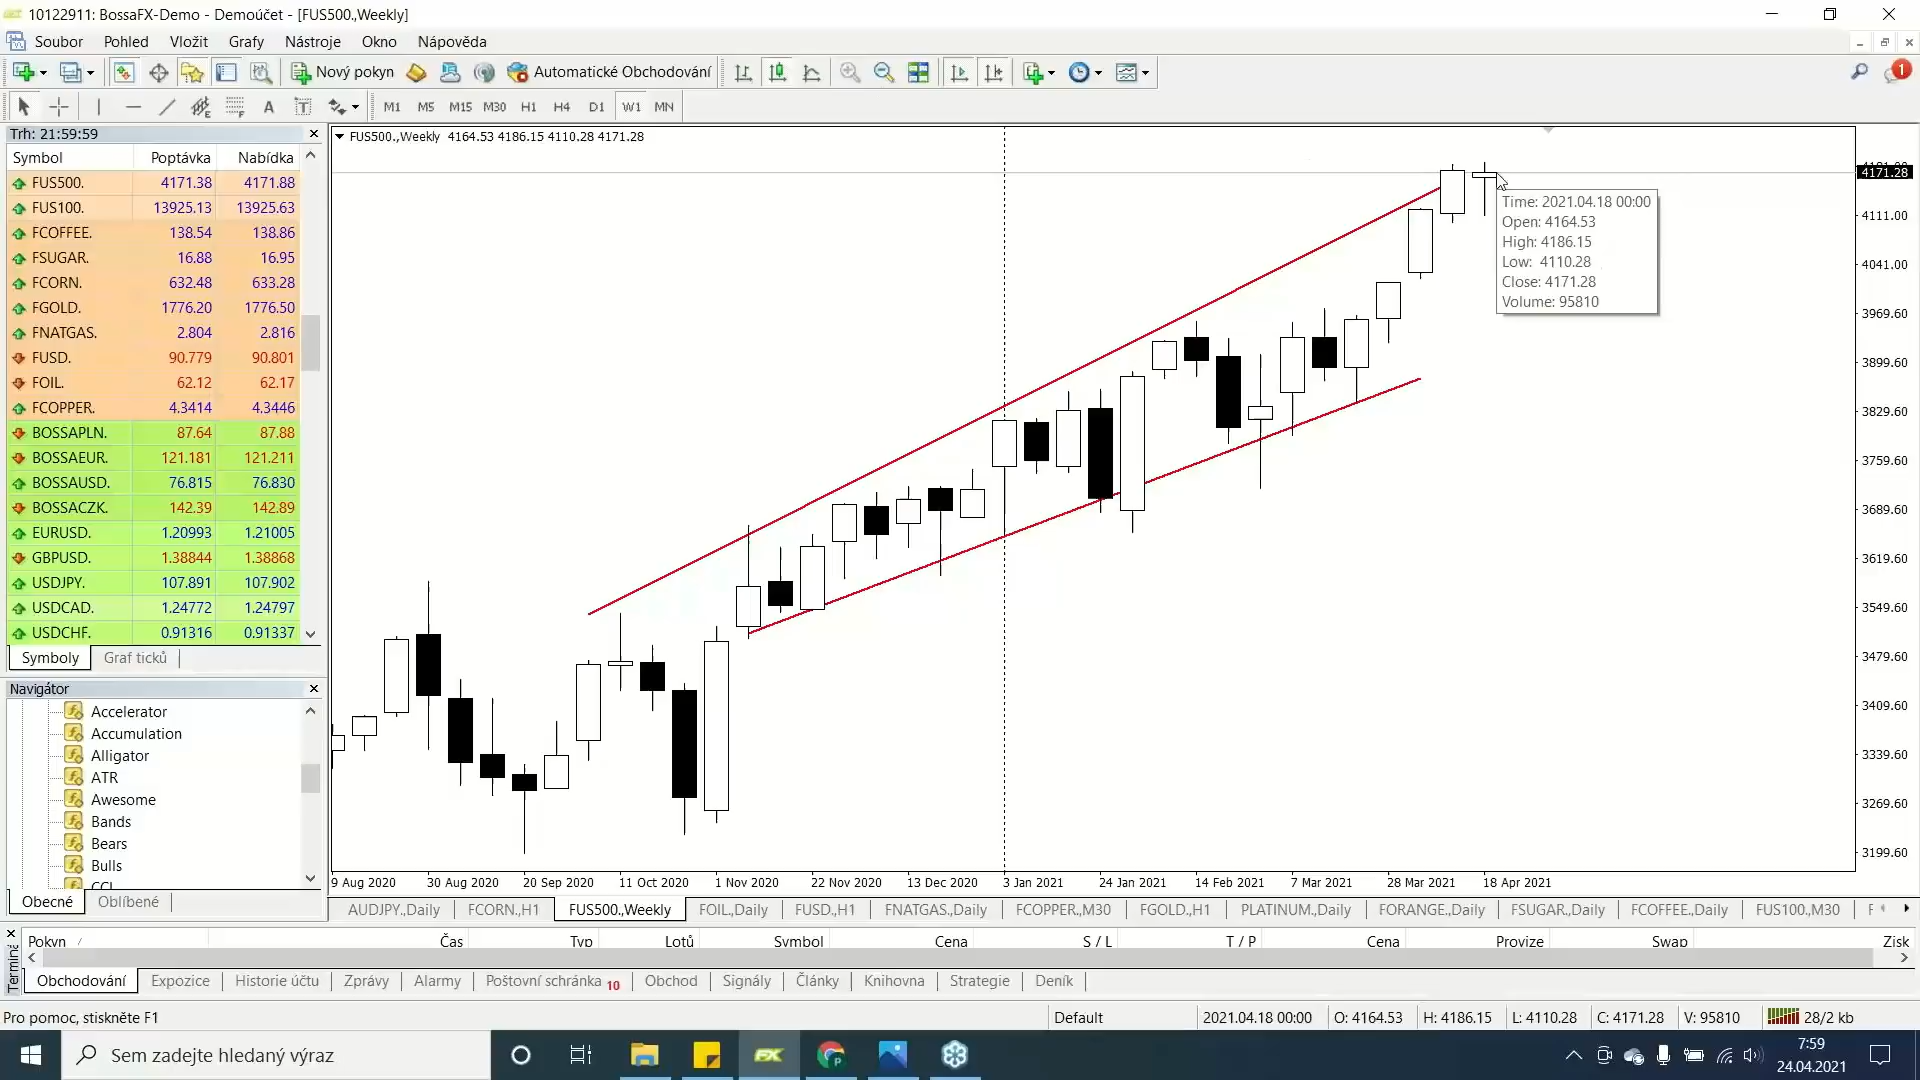 10122911: BossaFX-Demo - Demoúčet - [FUS500.,Weekly]
Soubor Pohled Vložit Grafy Nástroje Okno Nápověda
Nový pokyn Automatické Obchodování 1
A T M1 M5 M15 M30 H1 H4 D1 W1 MN
Trh: 21:59:59
Symbol Poptávka Nabídka
FUS500. 4171.38 4171.88
FUS100. 13925.13 13925.63
FCOFFEE. 138.54 138.86
FSUGAR. 16.88 16.95
FCORN. 632.48 633.28
FGOLD. 1776.20 1776.50
FNATGAS. 2.804 2.816
FUSD. 90.779 90.801
FOIL. 62.12 62.17
FCOPPER. 4.3414 4.3446
BOSSAPLN. 87.64 87.88
BOSSAEUR. 121.181 121.211
BOSSAUSD. 76.815 76.830
BOSSACZK. 142.39 142.89
EURUSD. 1.20993 1.21005
GBPUSD. 1.38844 1.38868
USDJPY. 107.891 107.902
USDCAD. 1.24772 1.24797
USDCHF. 0.91316 0.91337
Symboly Graf ticků
Navigátor
Accelerator
Accumulation
Alligator
ATR
Awesome
Bands
Bears
Bulls
CCI
Obecné Oblíbené
FUS500.,Weekly 4164.53 4186.15 4110.28 4171.28
Time: 2021.04.18 00:00
Open: 4164.53
High: 4186.15
Low: 4110.28
Close: 4171.28
Volume: 95810
4171.28
4111.00
4041.00
3969.60
3899.60
3829.60
3759.60
3689.60
3619.60
3549.60
3479.60
3409.60
3339.60
3269.60
3199.60
9 Aug 2020 30 Aug 2020 20 Sep 2020 11 Oct 2020 1 Nov 2020 22 Nov 2020 13 Dec 2020 3 Jan 2021 24 Jan 2021 14 Feb 2021 7 Mar 2021 28 Mar 2021 18 Apr 2021
AUDJPY.,Daily FCORN.,H1 FUS500.,Weekly FOIL.,Daily FUSD.,H1 FNATGAS.,Daily FCOPPER.,M30 FGOLD.,H1 PLATINUM.,Daily FORANGE.,Daily FSUGAR.,Daily FCOFFEE.,Daily FUS100.,M30 F
Terminá
Pokyn / Čas Typ Lotů Symbol Cena S / L T / P Cena Provize Swap Zisk
Obchodování Expozice Historie účtu Zprávy Alarmy Poštovní schránka 10 Obchod Signály Články Knihovna Strategie Deník
Pro pomoc, stiskněte F1 Default 2021.04.18 00:00 O: 4164.53 H: 4186.15 L: 4110.28 C: 4171.28 V: 95810 28/2 kb
Sem zadejte hledaný výraz FX 7:59
24.04.2021